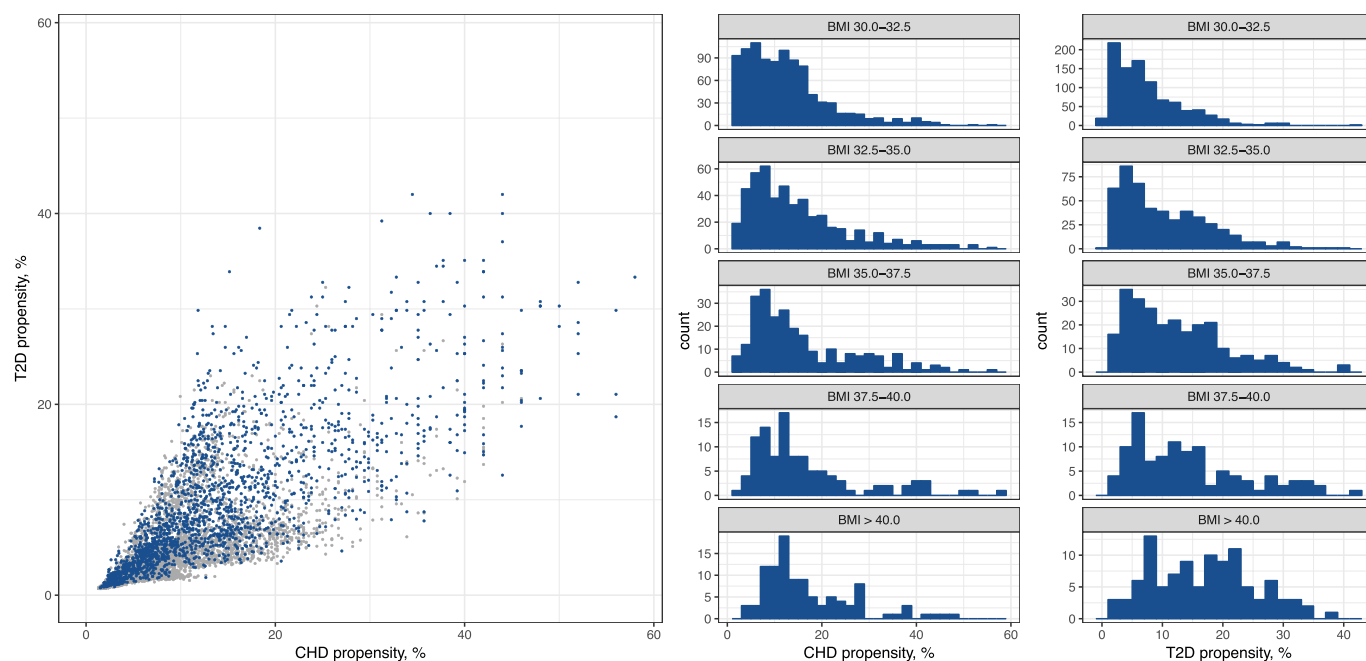 60
40
20
0
T2D propensity, %
0 20 40 60
CHD propensity, %
BMI 30.0–32.5
90
60
30
0
BMI 32.5–35.0
60
40
20
0
BMI 35.0–37.5
30
20
10
0
count
BMI 37.5–40.0
15
10
5
0
BMI > 40.0
15
10
5
0
0 20 40 60
CHD propensity, %
BMI 30.0–32.5
200
150
100
50
0
BMI 32.5–35.0
75
50
25
0
BMI 35.0–37.5
30
20
10
0
count
BMI 37.5–40.0
15
10
5
0
BMI > 40.0
10
5
0
0 10 20 30 40
T2D propensity, %